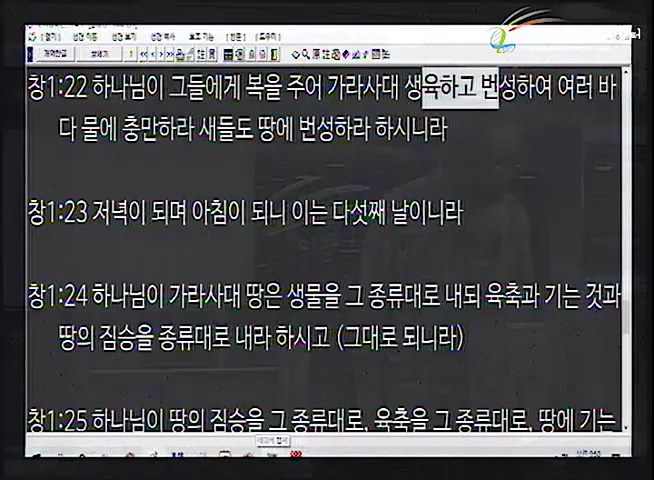 개역한글
창1:22 하나님이 그들에게 복을 주어 가라사대 생육하고 번성하여 여러 바
다 물에 충만하라 새들도 땅에 번성하라 하시니라
창1:23 저녁이 되며 아침이 되니 이는 다섯째 날이니라
창1:24 하나님이 가라사대 땅은 생물을 그 종류대로 내되 육축과 기는 것과
땅의 짐승을 종류대로 내라 하시고 (그대로 되니라)
창1:25 하나님이 땅의 짐승을 그 종류대로, 육축을 그 종류대로, 땅에 기는